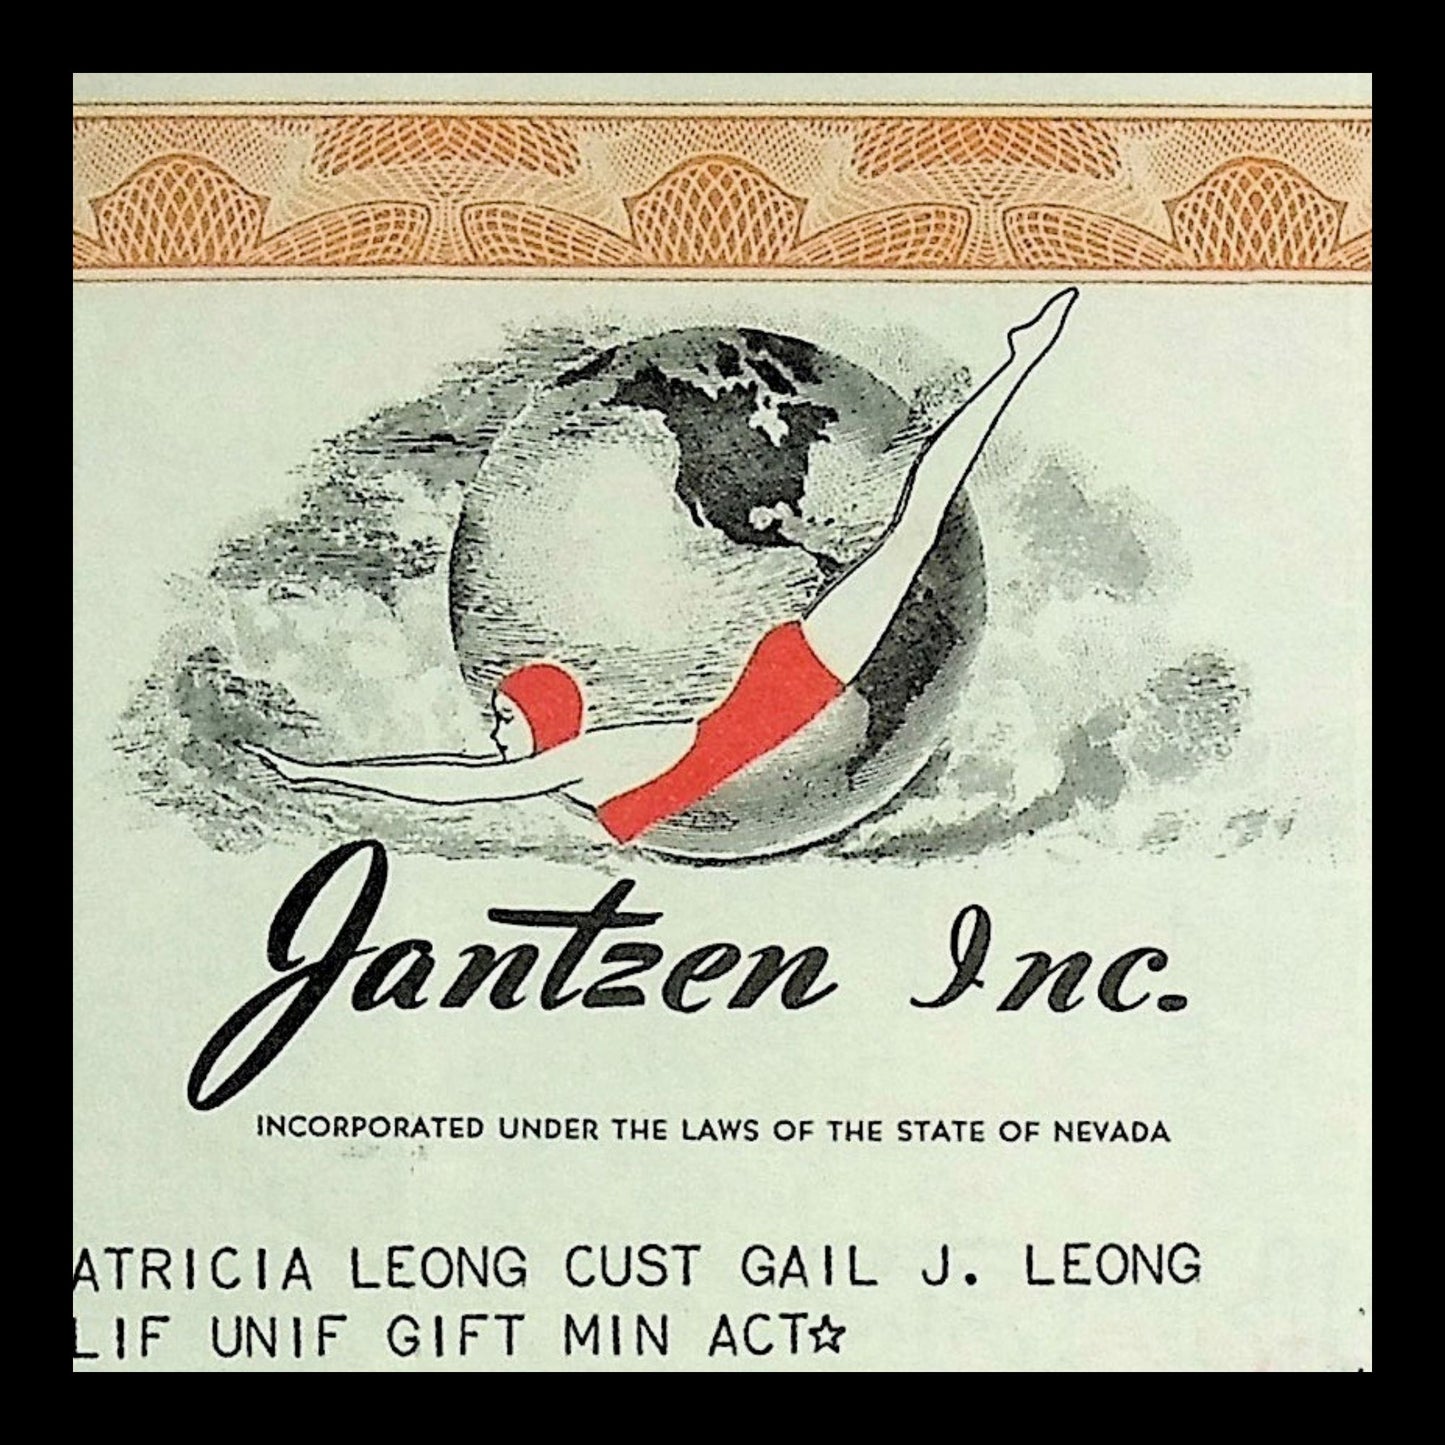 Jantzen Inc.
INCORPORATED UNDER THE LAWS OF THE STATE OF NEVADA
ATRICIA LEONG CUST GAIL J. LEONG
LIF UNIF GIFT MIN ACT☆